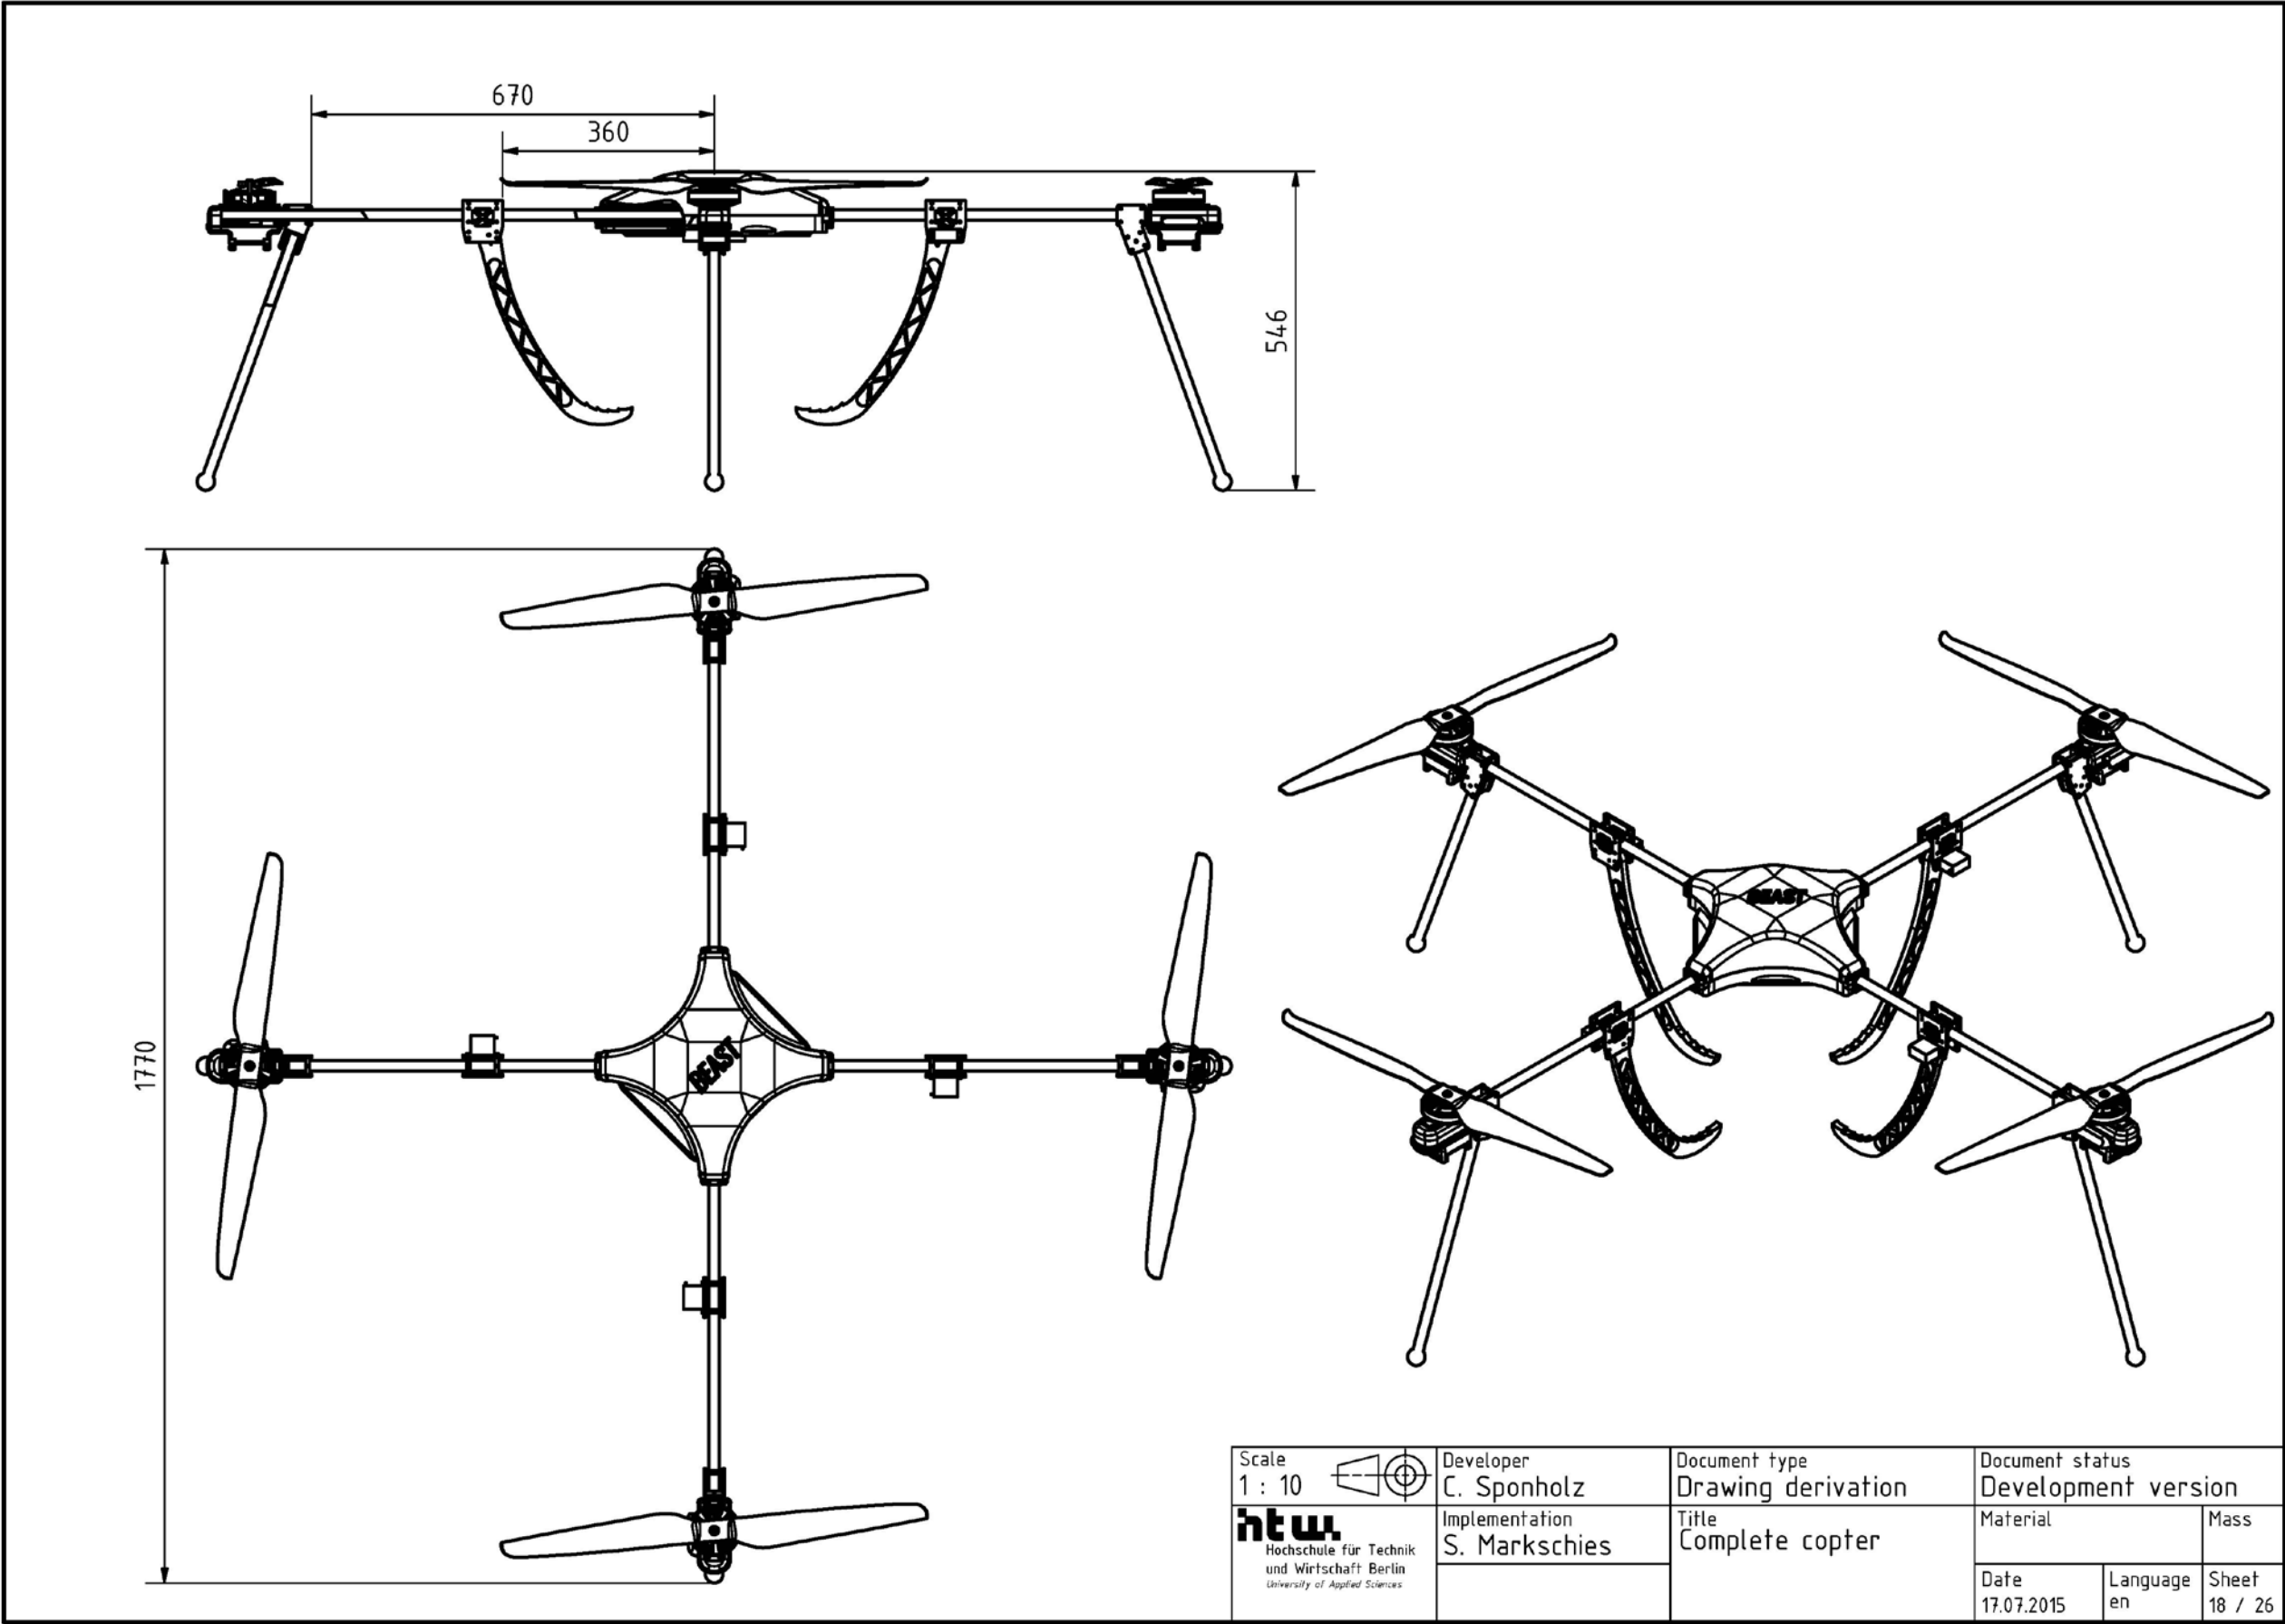 670
360
546
1770
BEAST
BEAST
Scale
1 : 10
Developer
C. Sponholz
Document type
Drawing derivation
Document status
Development version
htw.
Hochschule für Technik
und Wirtschaft Berlin
University of Applied Sciences
Implementation
S. Markschies
Title
Complete copter
Material
Mass
Date
17.07.2015
Language
en
Sheet
18 / 26